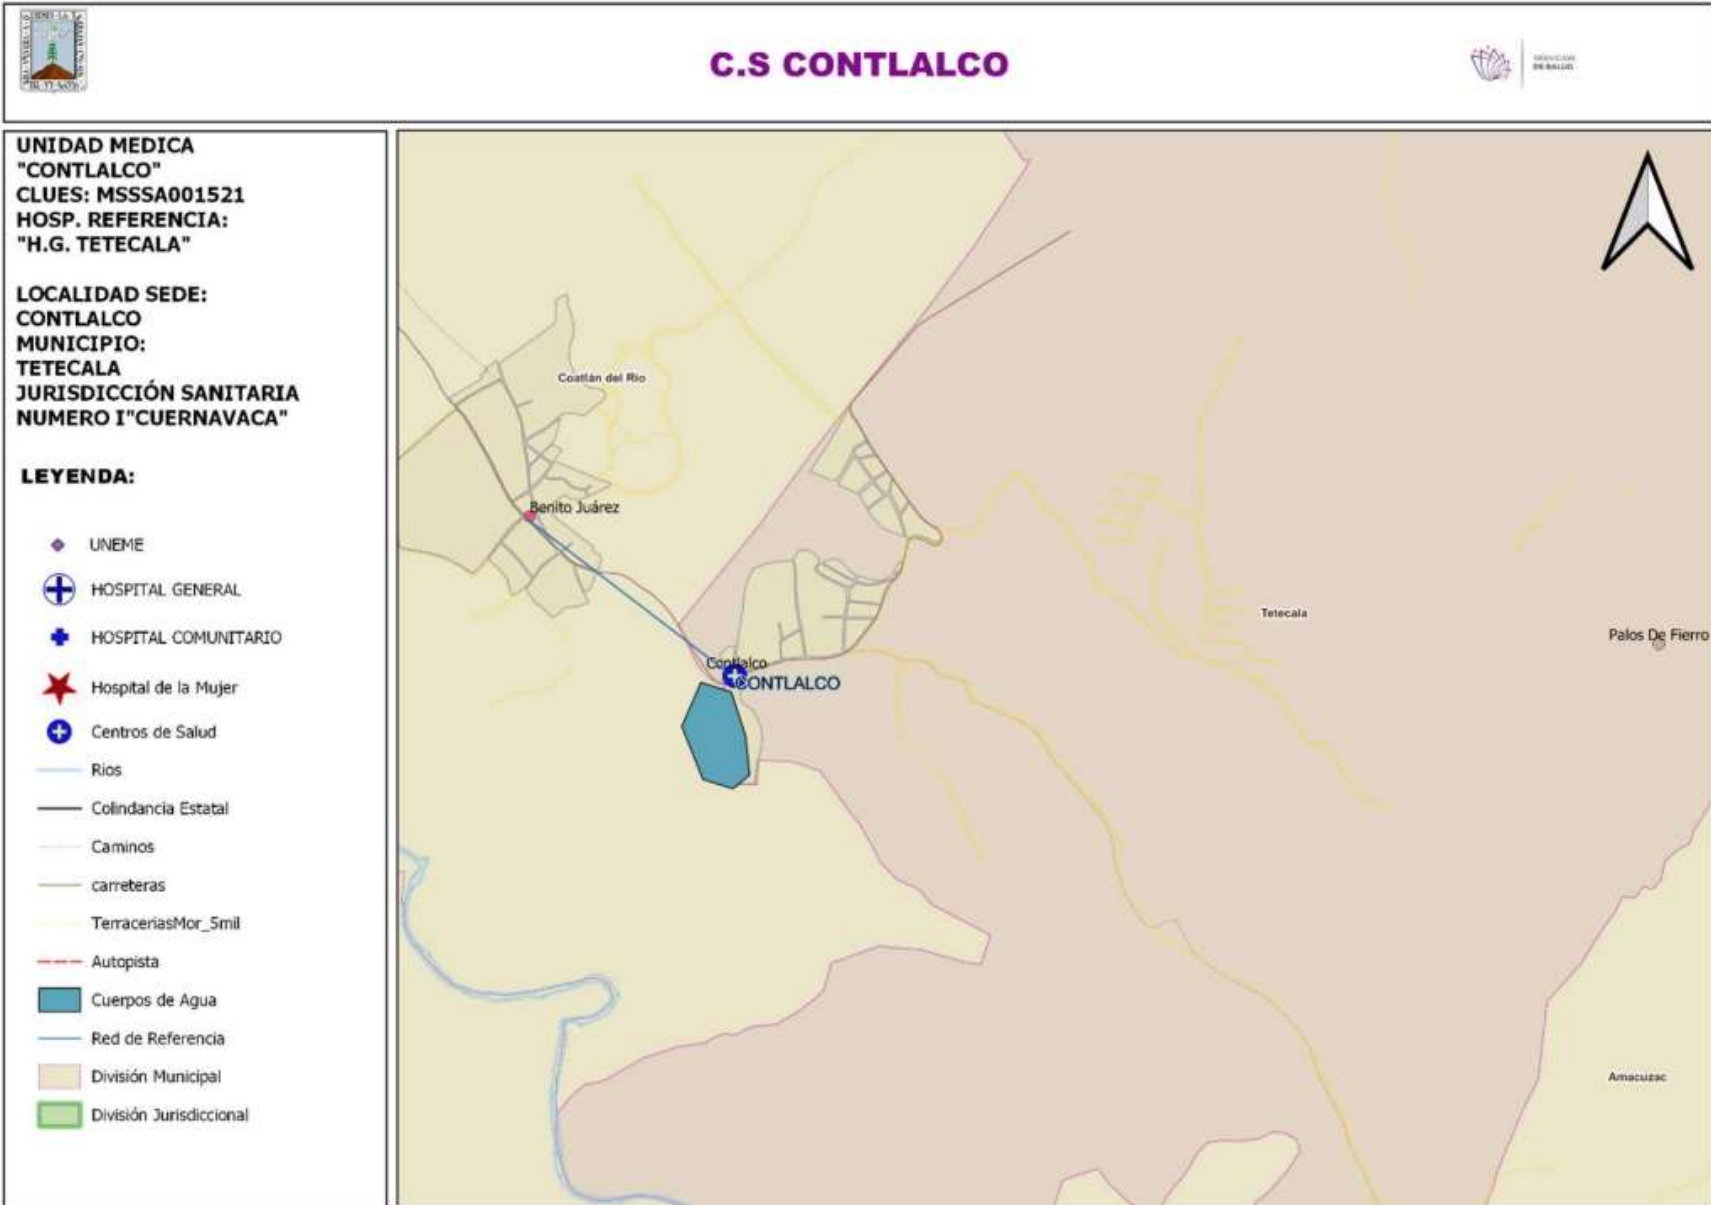 C.S CONTLALCO
DE SALUD
UNIDAD MEDICA
"CONTLALCO"
CLUES: MSSSA001521
HOSP. REFERENCIA:
"H.G. TETECALA"
LOCALIDAD SEDE:
CONTLALCO
MUNICIPIO:
TETECALA
JURISDICCIÓN SANITARIA
NUMERO I"CUERNAVACA"
LEYENDA:
UNEME
HOSPITAL GENERAL
HOSPITAL COMUNITARIO
Hospital de la Mujer
Centros de Salud
Rios
Colindancia Estatal
Caminos
carreteras
TerraceriasMor_5mil
Autopista
Cuerpos de Agua
Red de Referencia
División Municipal
División Jurisdiccional
Coatlán del Río
Benito Juárez
Tetecala
Palos De Fierro
Contlalco
CONTLALCO
Amacuzac